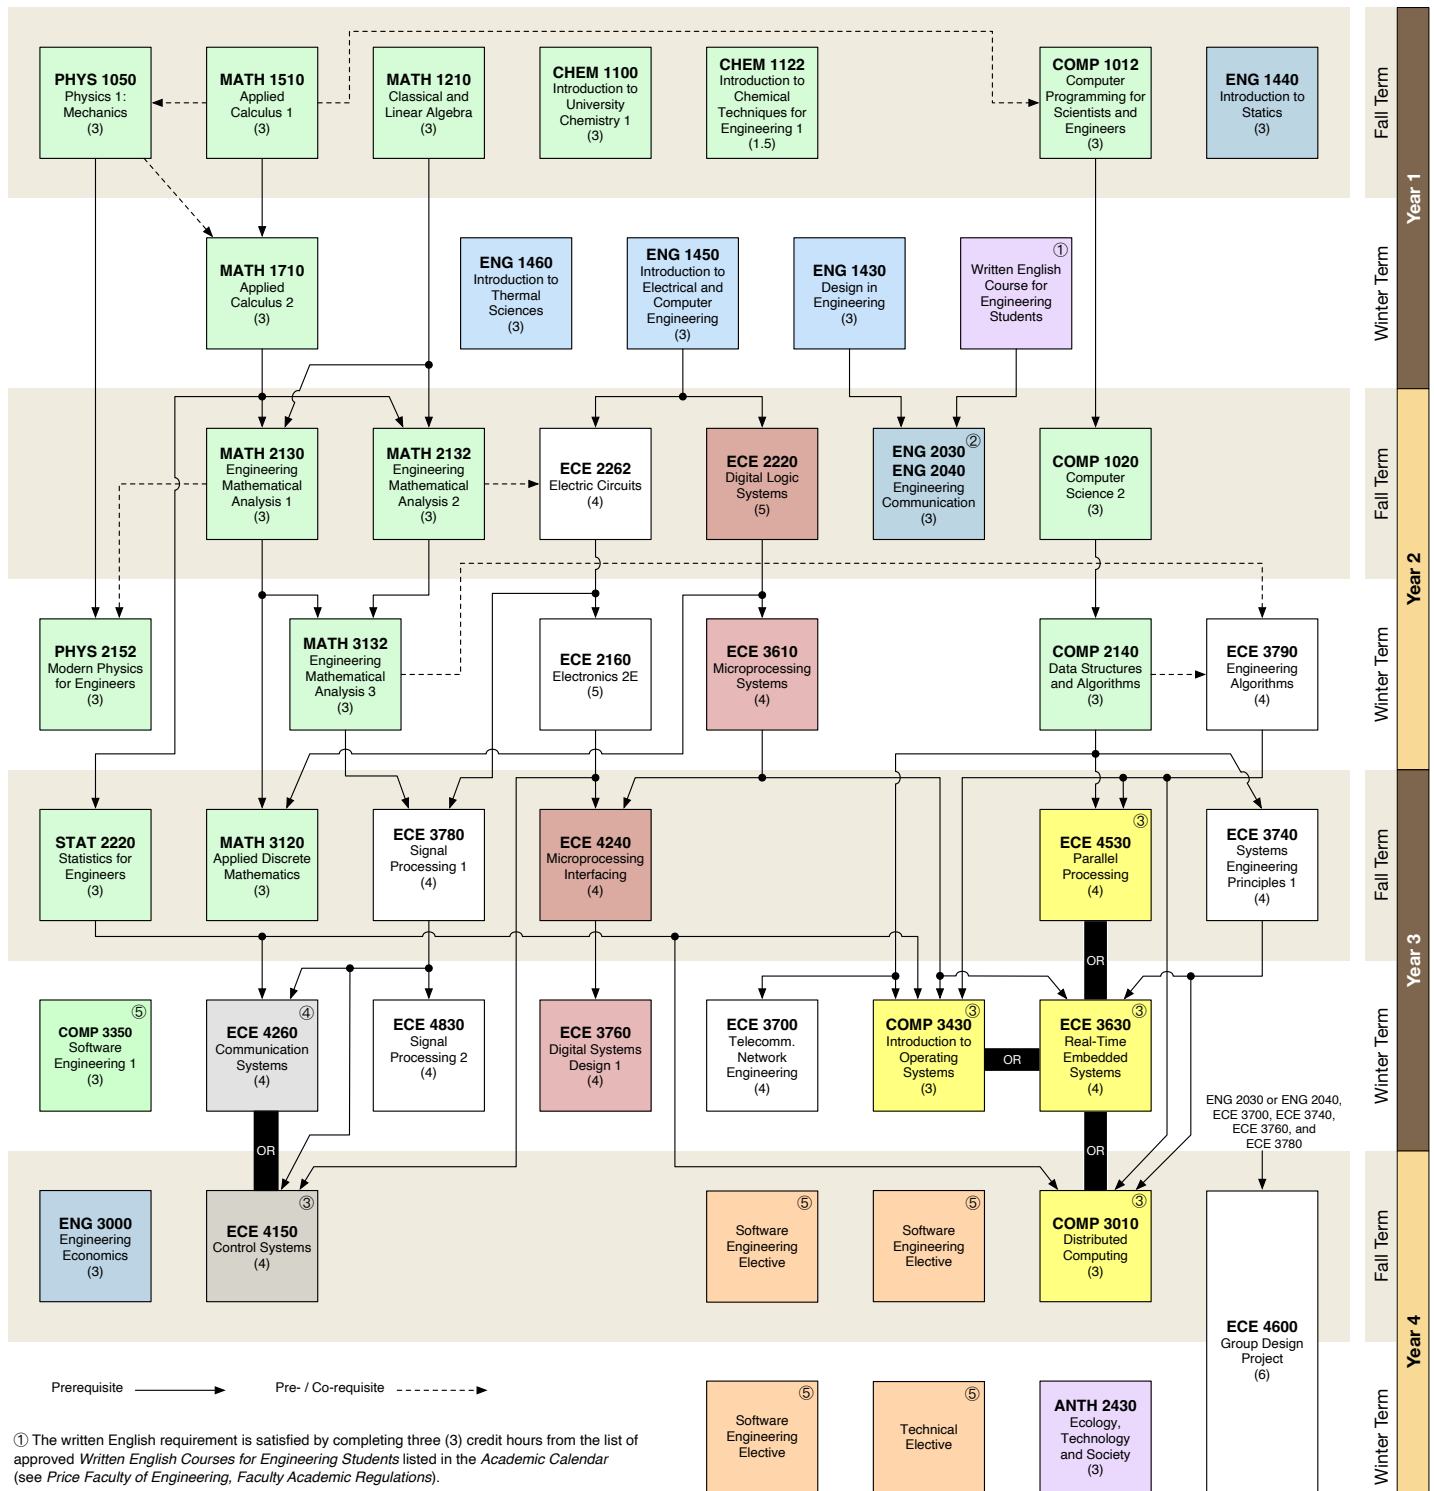 PHYS 1050
Physics 1:
Mechanics
(3)
MATH 1510
Applied
Calculus 1
(3)
MATH 1210
Classical and
Linear Algebra
(3)
CHEM 1100
Introduction to
University
Chemistry 1
(3)
CHEM 1122
Introduction to
Chemical
Techniques for
Engineering 1
(1.5)
COMP 1012
Computer
Programming for
Scientists and
Engineers
(3)
ENG 1440
Introduction to
Statics
(3)
Fall Term
Year 1
MATH 1710
Applied
Calculus 2
(3)
ENG 1460
Introduction to
Thermal
Sciences
(3)
ENG 1450
Introduction to
Electrical and
Computer
Engineering
(3)
ENG 1430
Design in
Engineering
(3)
①
Written English
Course for
Engineering
Students
Winter Term
MATH 2130
Engineering
Mathematical
Analysis 1
(3)
MATH 2132
Engineering
Mathematical
Analysis 2
(3)
ECE 2262
Electric Circuits
(4)
ECE 2220
Digital Logic
Systems
(5)
②
ENG 2030
ENG 2040
Engineering
Communication
(3)
COMP 1020
Computer
Science 2
(3)
Fall Term
Year 2
PHYS 2152
Modern Physics
for Engineers
(3)
MATH 3132
Engineering
Mathematical
Analysis 3
(3)
ECE 2160
Electronics 2E
(5)
ECE 3610
Microprocessing
Systems
(4)
COMP 2140
Data Structures
and Algorithms
(3)
ECE 3790
Engineering
Algorithms
(4)
Winter Term
STAT 2220
Statistics for
Engineers
(3)
MATH 3120
Applied Discrete
Mathematics
(3)
ECE 3780
Signal
Processing 1
(4)
ECE 4240
Microprocessing
Interfacing
(4)
③
ECE 4530
Parallel
Processing
(4)
ECE 3740
Systems
Engineering
Principles 1
(4)
Fall Term
Year 3
OR
⑤
COMP 3350
Software
Engineering 1
(3)
④
ECE 4260
Communication
Systems
(4)
ECE 4830
Signal
Processing 2
(4)
ECE 3760
Digital Systems
Design 1
(4)
ECE 3700
Telecomm.
Network
Engineering
(4)
③
COMP 3430
Introduction to
Operating
Systems
(3)
OR
③
ECE 3630
Real-Time
Embedded
Systems
(4)
Winter Term
ENG 2030 or ENG 2040,
ECE 3700, ECE 3740,
ECE 3760, and
ECE 3780
OR
OR
ENG 3000
Engineering
Economics
(3)
③
ECE 4150
Control Systems
(4)
⑤
Software
Engineering
Elective
⑤
Software
Engineering
Elective
③
COMP 3010
Distributed
Computing
(3)
ECE 4600
Group Design
Project
(6)
Fall Term
Year 4
Prerequisite
Pre- / Co-requisite
⑤
Software
Engineering
Elective
⑤
Technical
Elective
ANTH 2430
Ecology,
Technology
and Society
(3)
Winter Term
① The written English requirement is satisfied by completing three (3) credit hours from the list of
approved Written English Courses for Engineering Students listed in the Academic Calendar
(see Price Faculty of Engineering, Faculty Academic Regulations).